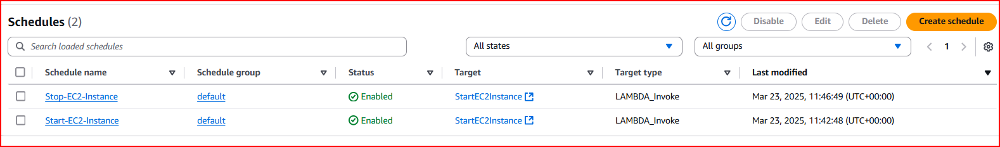 Schedules (2)
Disable
Edit
Delete
Create schedule
Search loaded schedules
All states
All groups
1
Schedule name Schedule group Status Target Target type Last modified
Stop-EC2-Instance default Enabled StartEC2Instance LAMBDA_Invoke Mar 23, 2025, 11:46:49 (UTC+00:00)
Start-EC2-Instance default Enabled StartEC2Instance LAMBDA_Invoke Mar 23, 2025, 11:42:48 (UTC+00:00)